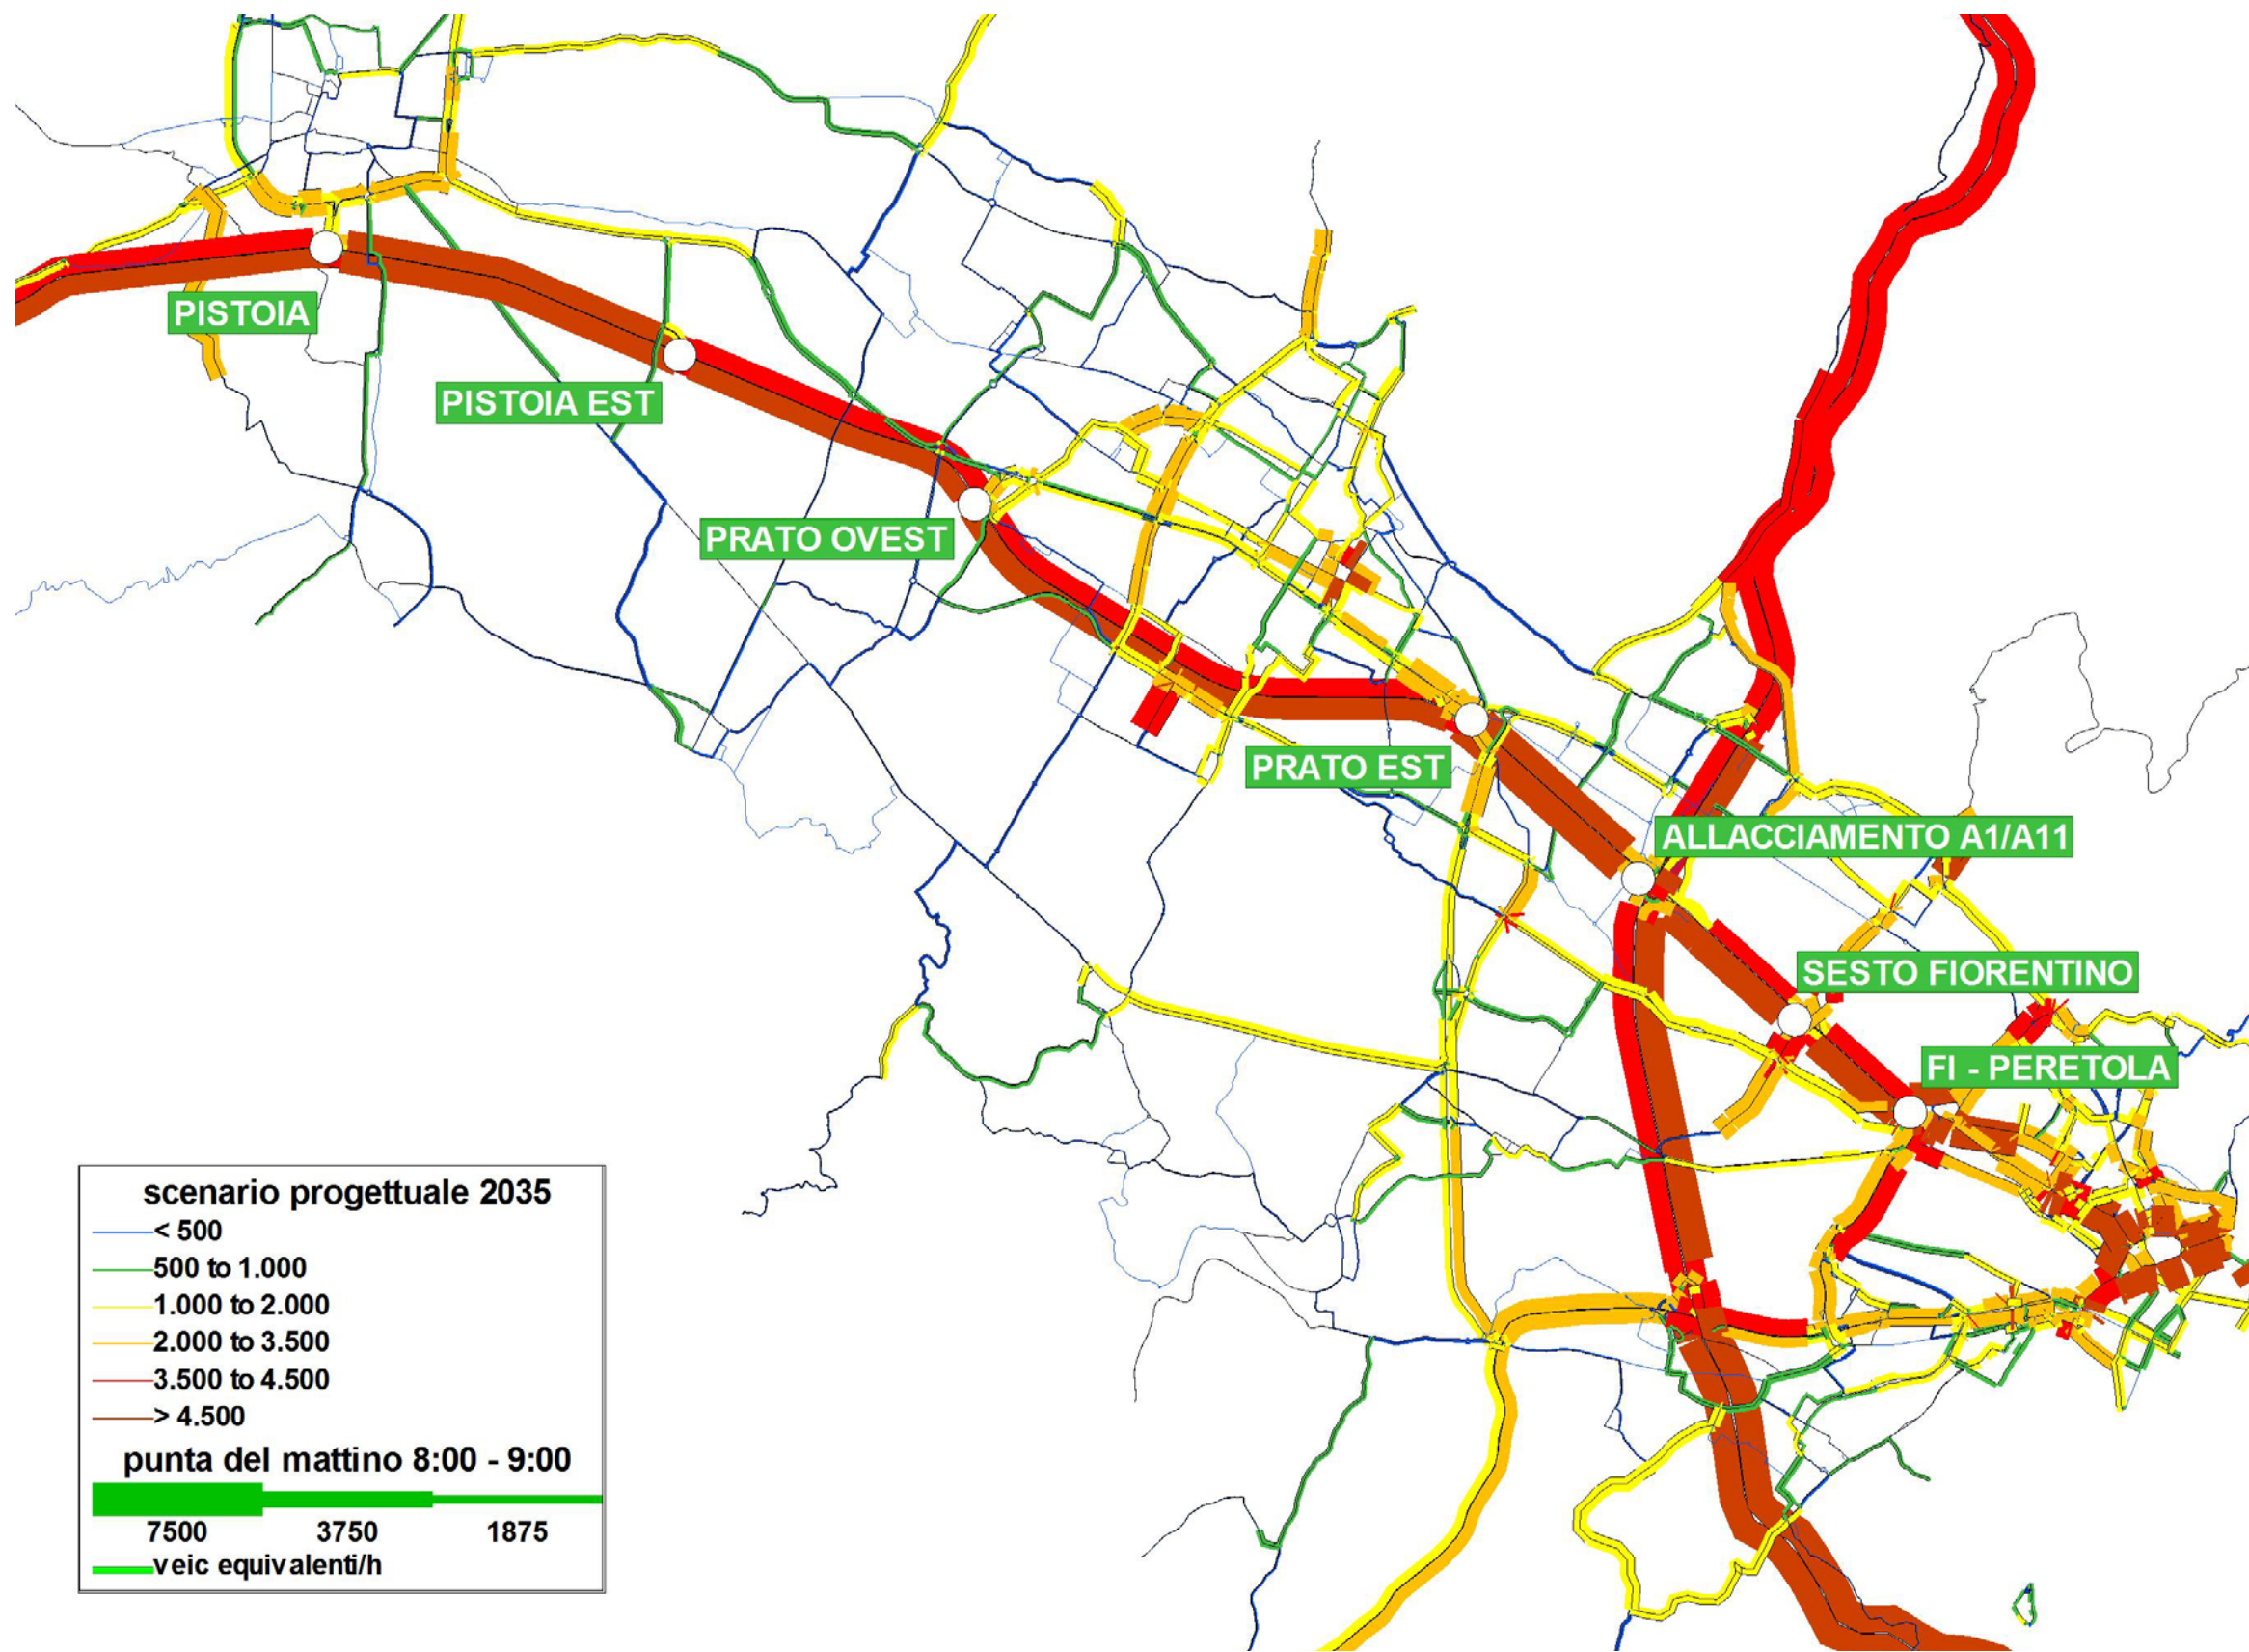 PISTOIA
PISTOIA EST
PRATO OVEST
PRATO EST
ALLACCIAMENTO A1/A11
SESTO FIORENTINO
FI - PERETOLA
scenario progettuale 2035
< 500
500 to 1.000
1.000 to 2.000
2.000 to 3.500
3.500 to 4.500
> 4.500
punta del mattino 8:00 - 9:00
7500 3750 1875
veic equivalenti/h